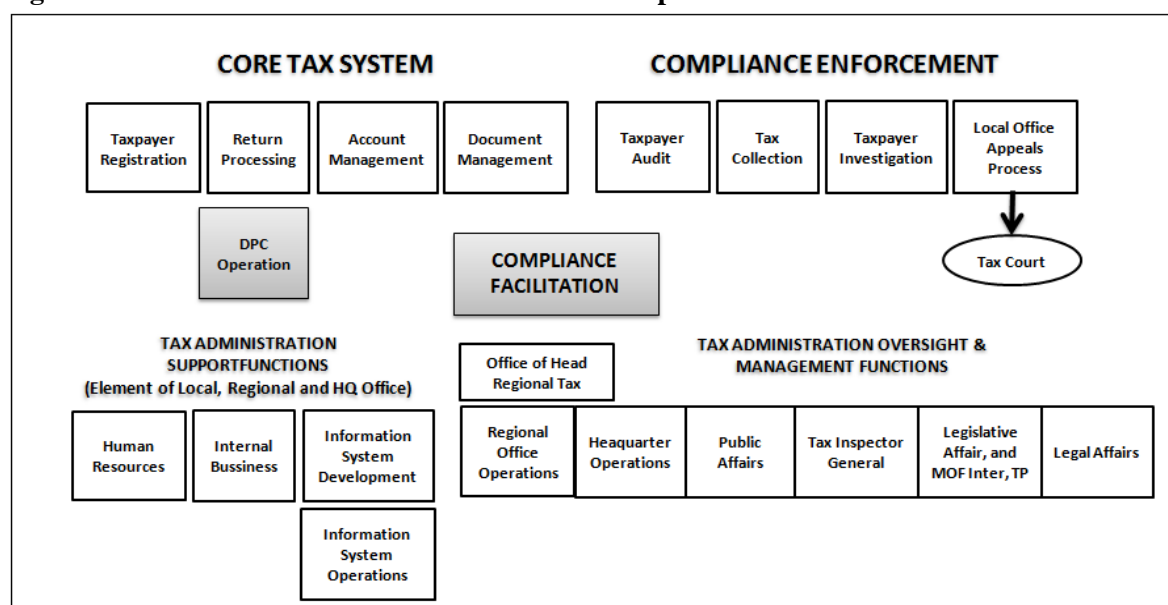 CORE TAX SYSTEM
COMPLIANCE ENFORCEMENT
Taxpayer
Registration
Return
Processing
Account
Management
Document
Management
Taxpayer
Audit
Tax
Collection
Taxpayer
Investigation
Local Office
Appeals
Process
DPC
Operation
COMPLIANCE
FACILITATION
Tax Court
TAX ADMINISTRATION
SUPPORTFUNCTIONS
(Element of Local, Regional and HQ Office)
Office of Head
Regional Tax
TAX ADMINISTRATION OVERSIGHT &
MANAGEMENT FUNCTIONS
Human
Resources
Internal
Bussiness
Information
System
Development
Regional
Office
Operations
Heaquarter
Operations
Public
Affairs
Tax Inspector
General
Legislative
Affair, and
MOF Inter, TP
Legal Affairs
Information
System
Operations